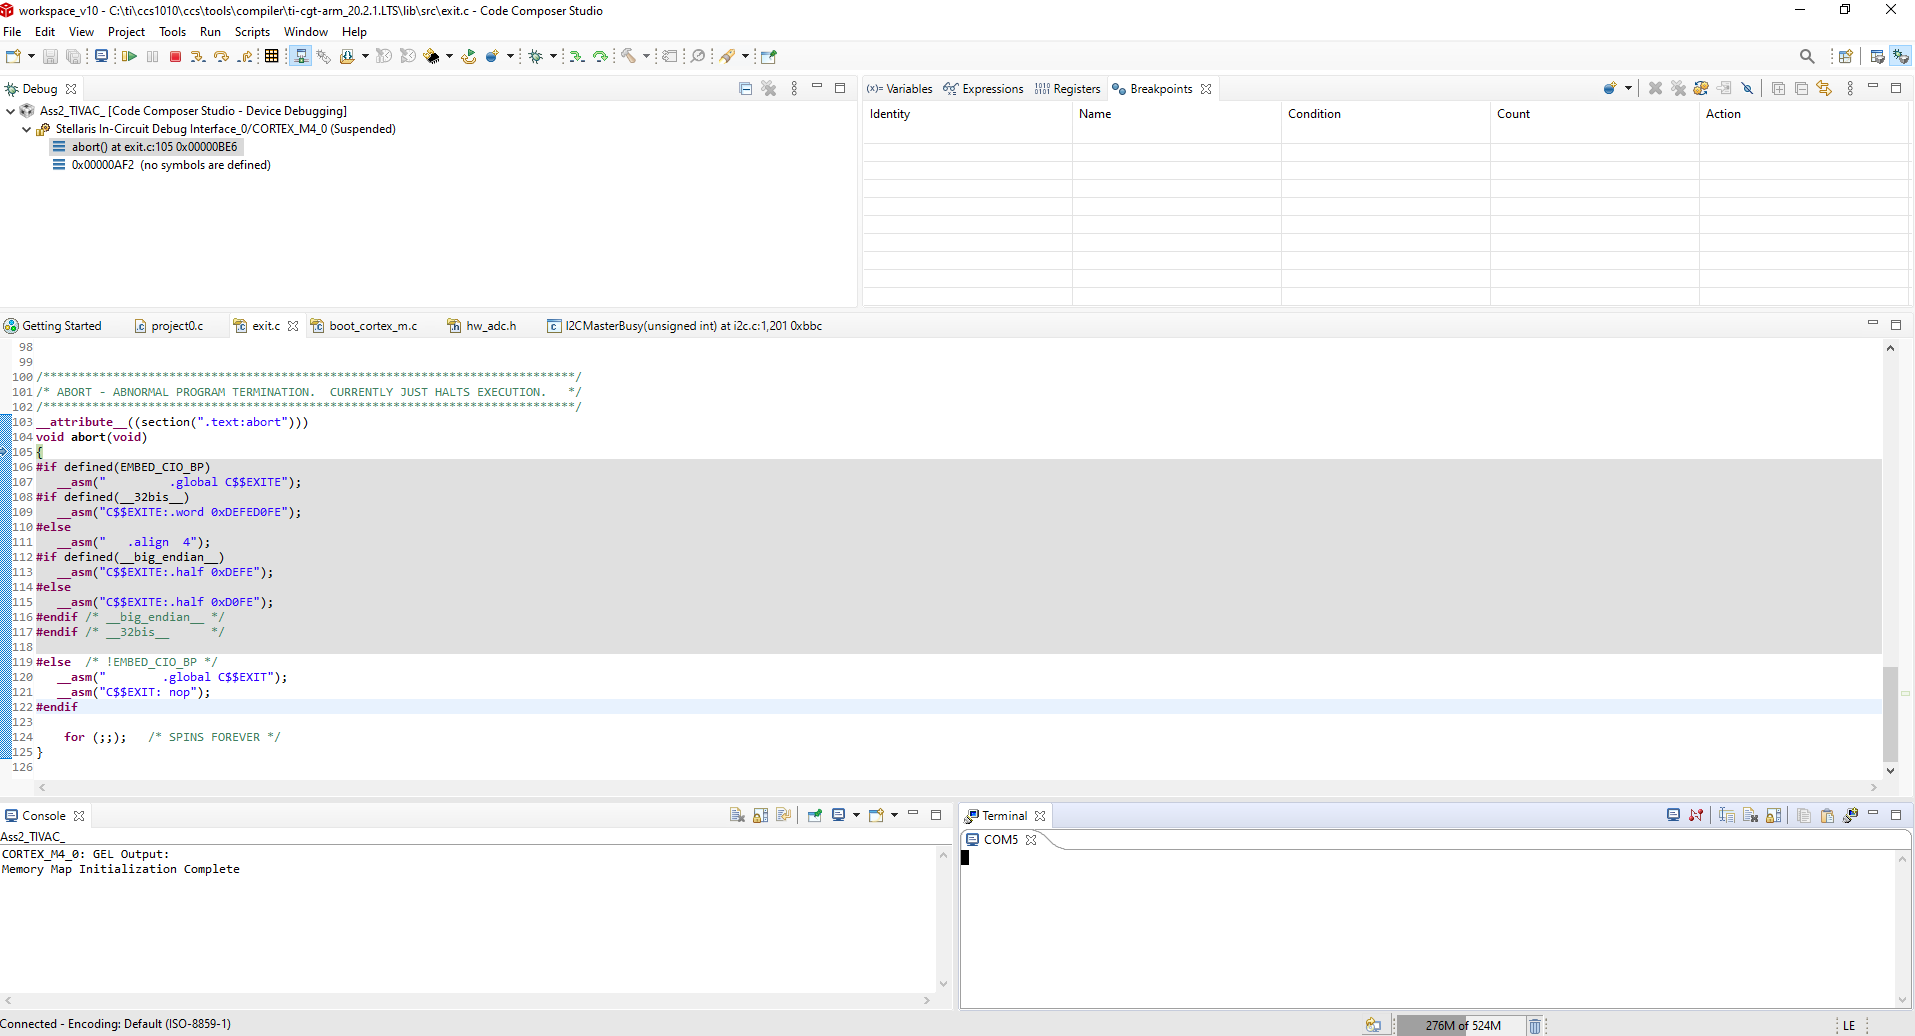 workspace_v10 - C:\ti\ccs1010\ccs\tools\compiler\ti-cgt-arm_20.2.1.LTS\lib\src\exit.c - Code Composer Studio
File Edit View Project Tools Run Scripts Window Help
Debug
Ass2_TIVAC_ [Code Composer Studio - Device Debugging]
Stellaris In-Circuit Debug Interface_0/CORTEX_M4_0 (Suspended)
abort() at exit.c:105 0x00000BE6
0x00000AF2 (no symbols are defined)
(x)= Variables Expressions 1010 0101 Registers Breakpoints
Identity Name Condition Count Action
Getting Started project0.c exit.c boot_cortex_m.c hw_adc.h I2CMasterBusy(unsigned int) at i2c.c:1,201 0xbbc
98
99
100 /****************************************************************************/
101 /* ABORT - ABNORMAL PROGRAM TERMINATION.  CURRENTLY JUST HALTS EXECUTION.   */
102 /****************************************************************************/
103 __attribute__((section(".text:abort")))
104 void abort(void)
105 {
106 #if defined(EMBED_CIO_BP)
107    __asm("         .global C$$EXITE");
108 #if defined(__32bis__)
109    __asm("C$$EXITE:.word 0xDEFED0FE");
110 #else
111    __asm("   .align  4");
112 #if defined(__big_endian__)
113    __asm("C$$EXITE:.half 0xDEFE");
114 #else
115    __asm("C$$EXITE:.half 0xD0FE");
116 #endif /* __big_endian__ */
117 #endif /* __32bis__      */
118
119 #else  /* !EMBED_CIO_BP */
120    __asm("        .global C$$EXIT");
121    __asm("C$$EXIT: nop");
122 #endif
123
124     for (;;);   /* SPINS FOREVER */
125 }
126
Console
Ass2_TIVAC_
CORTEX_M4_0: GEL Output:
Memory Map Initialization Complete
Terminal
COM5
Connected - Encoding: Default (ISO-8859-1)
276M of 524M
LE